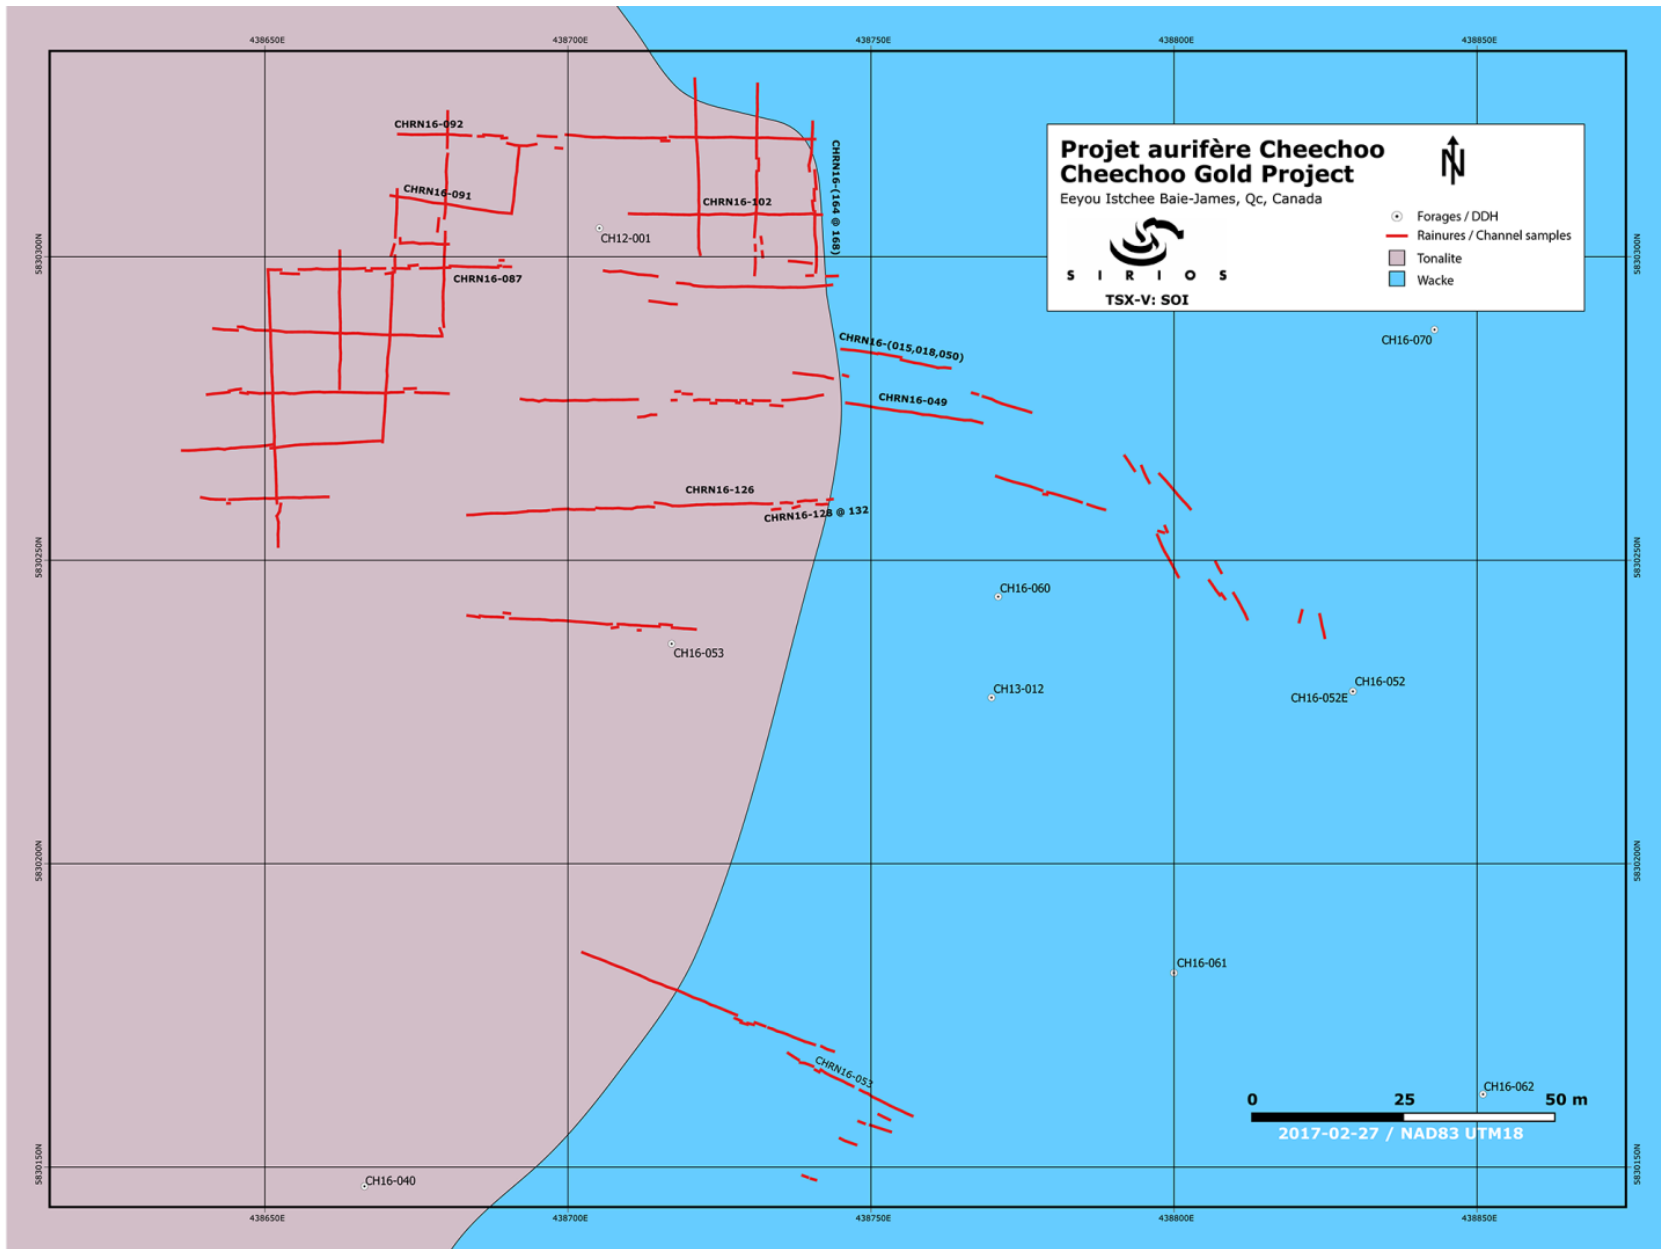 438650E
438700E
438750E
438800E
438850E
CHRN16-092
Projet aurifère Cheechoo
Cheechoo Gold Project
N
Eeyou Istchee Baie-James, Qc, Canada
Forages / DDH
Rainures / Channel samples
Tonalite
Wacke
SIRIOS
TSX-V: SOI
CHRN16-091
CHRN16-102
CHRN16-(164 @ 168)
CH12-001
5830300N
5830300N
CHRN16-087
CH16-070
CHRN16-(015,018,050)
CHRN16-049
CHRN16-126
CHRN16-128 @ 132
5830250N
5830250N
CH16-060
CH16-053
CH13-012
CH16-052
CH16-052E
5830200N
5830200N
CH16-061
CHRN16-053
CH16-062
0 25 50 m
2017-02-27 / NAD83 UTM18
5830150N
5830150N
CH16-040
438650E
438700E
438750E
438800E
438850E